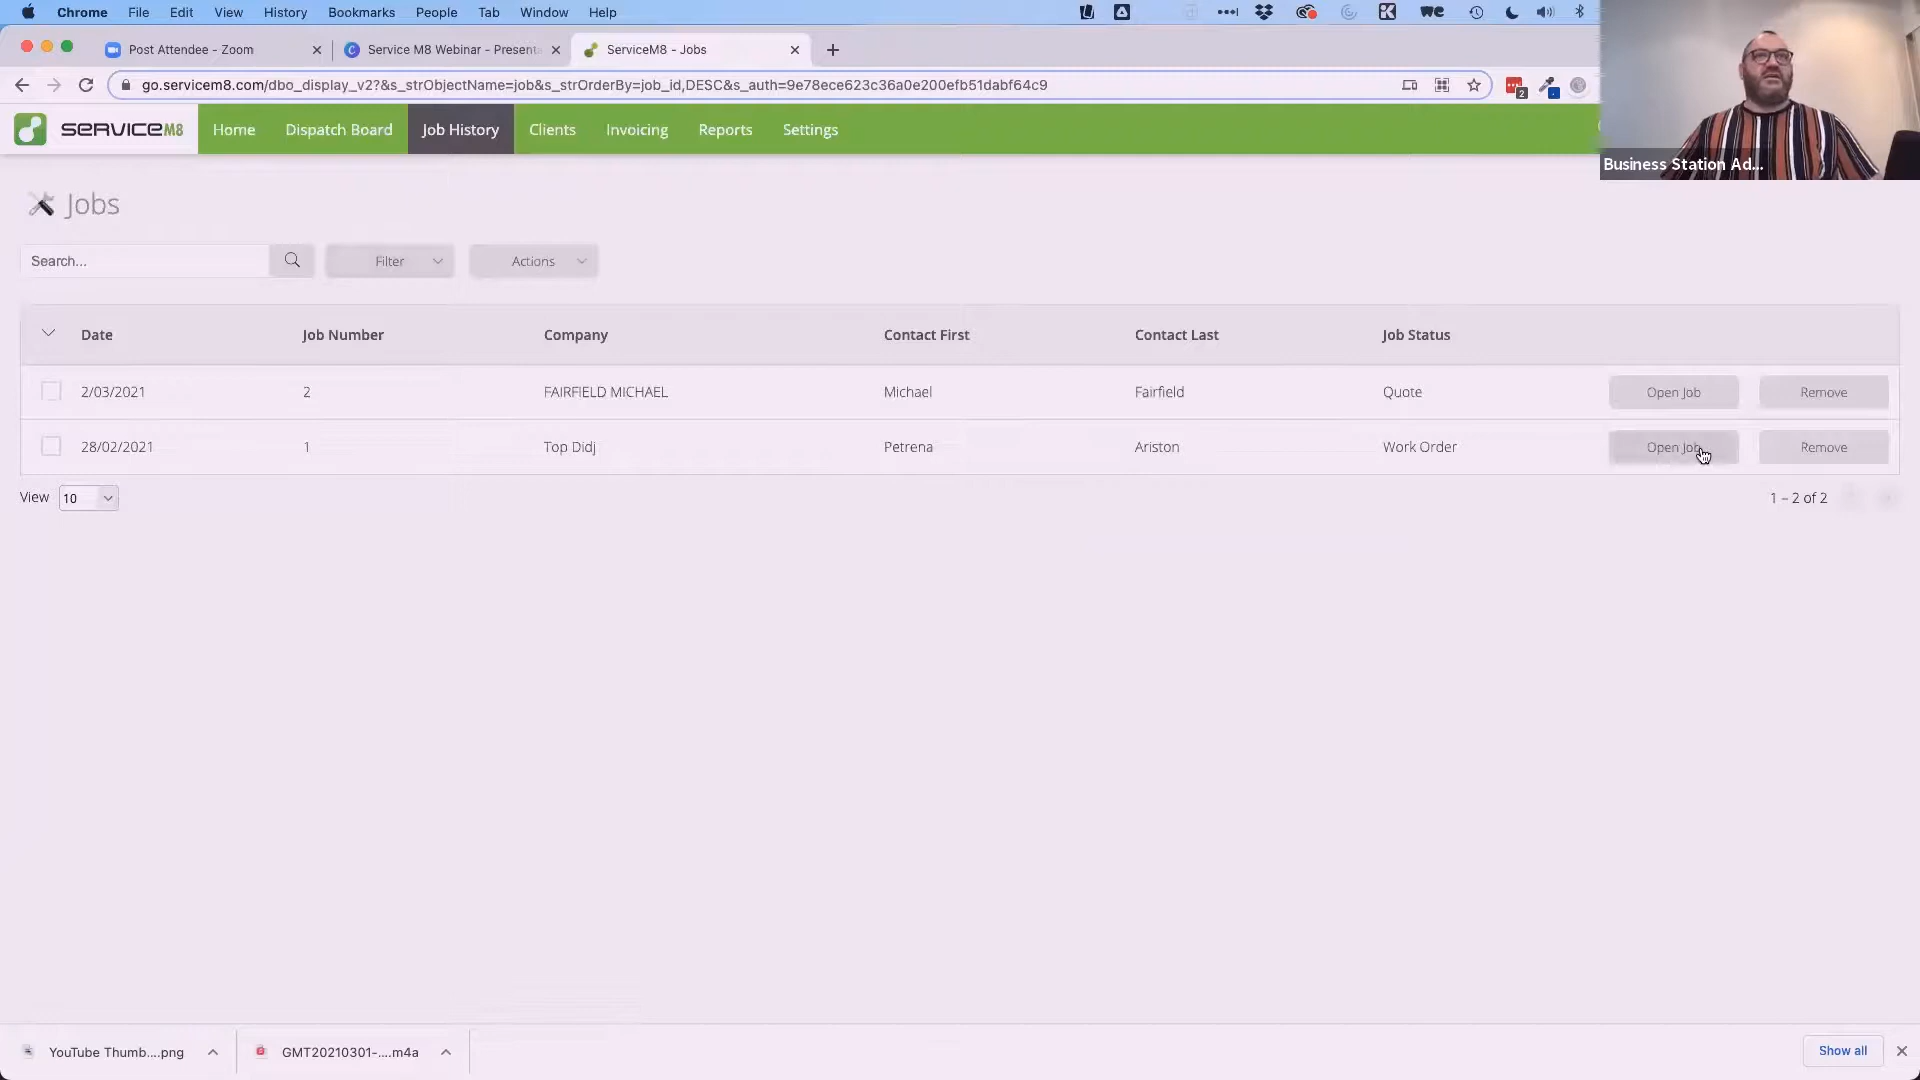 Chrome File Edit View History Bookmarks People Tab Window Help
Post Attendee - Zoom
Service M8 Webinar - Presenta
ServiceM8 - Jobs
go.servicem8.com/dbo_display_v2?&s_strObjectName=job&s_strOrderBy=job_id,DESC&s_auth=9e78ece623c36a0e200efb51dabf64c9
2
SERVICEM8 Home Dispatch Board Job History Clients Invoicing Reports Settings
Business Station Ad...
Jobs
Search... Filter Actions
Date Job Number Company Contact First Contact Last Job Status
2/03/2021 2 FAIRFIELD MICHAEL Michael Fairfield Quote Open Job Remove
28/02/2021 1 Top Didj Petrena Ariston Work Order Open Job Remove
View 10 1 – 2 of 2
YouTube Thumb....png GMT20210301-....m4a Show all